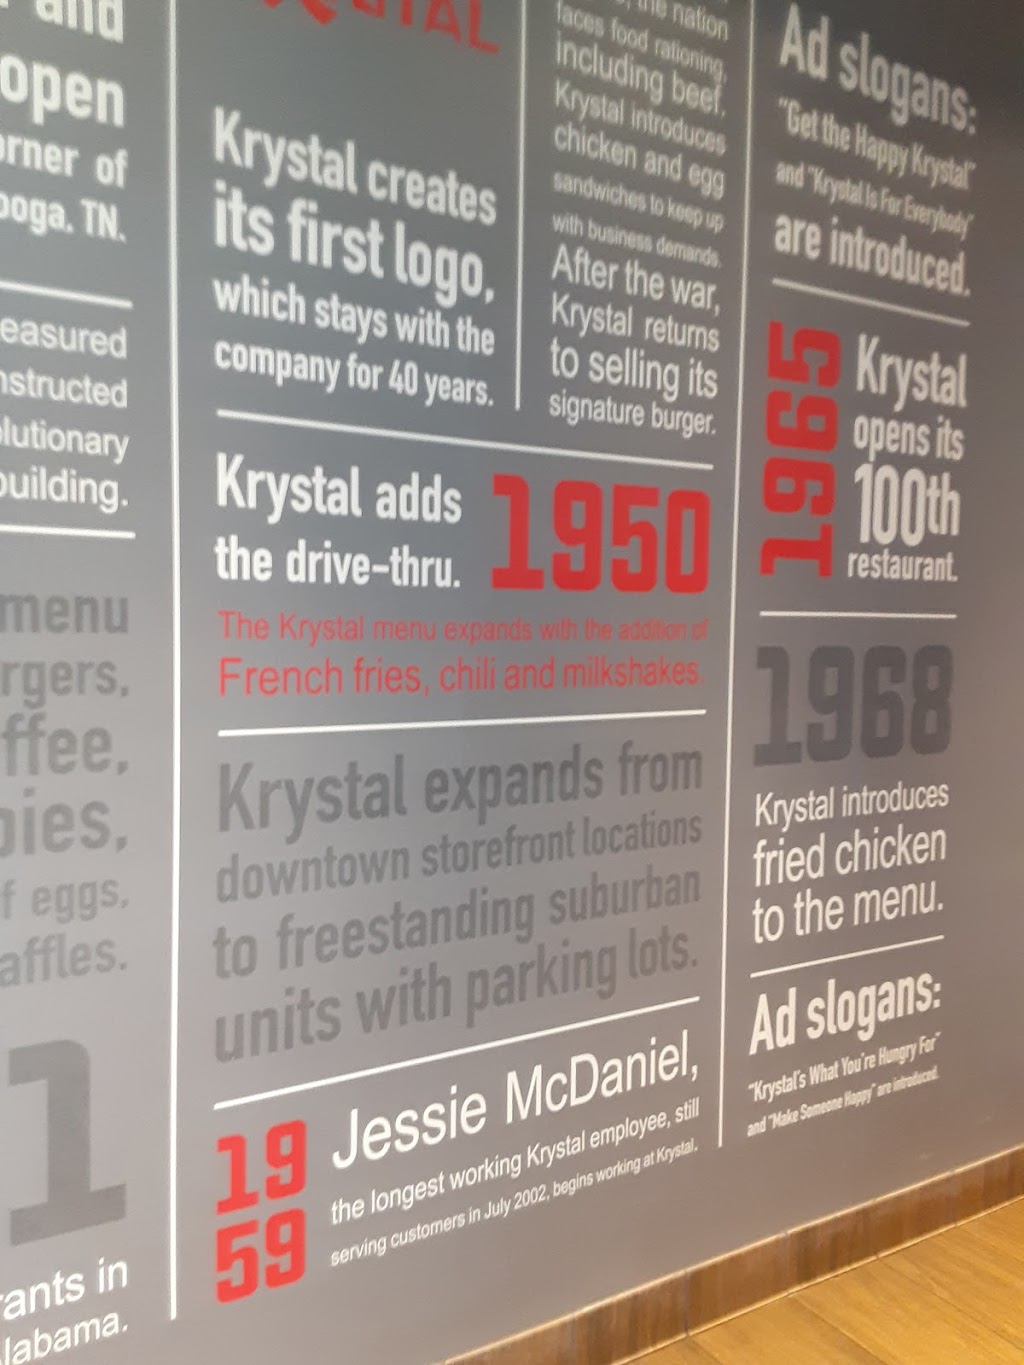 and
open
corner of
TN.
easured
nstructed
lutionary
building.
menu
rgers,
ffee,
pies,
f eggs,
affles.
1
rants in
labama.
Krystal creates
its first logo,
which stays with the
company for 40 years.
the nation
faces food rationing,
including beef.
Krystal introduces
chicken and egg
sandwiches to keep up
with business demands.
After the war,
Krystal returns
to selling its
signature burger.
Krystal adds
the drive-thru.
1950
The Krystal menu expands with the addition of
French fries, chili and milkshakes.
Krystal expands from
downtown storefront locations
to freestanding suburban
units with parking lots.
19
59
Jessie McDaniel,
the longest working Krystal employee, still
serving customers in July 2002, begins working at Krystal.
Ad slogans:
"Get the Happy Krystal"
and "Krystal Is For Everybody"
are introduced.
1965
Krystal
opens its
100th
restaurant.
1968
Krystal introduces
fried chicken
to the menu.
Ad slogans:
"Krystal's What You're Hungry For"
and "Make Someone Happy" are introduced.